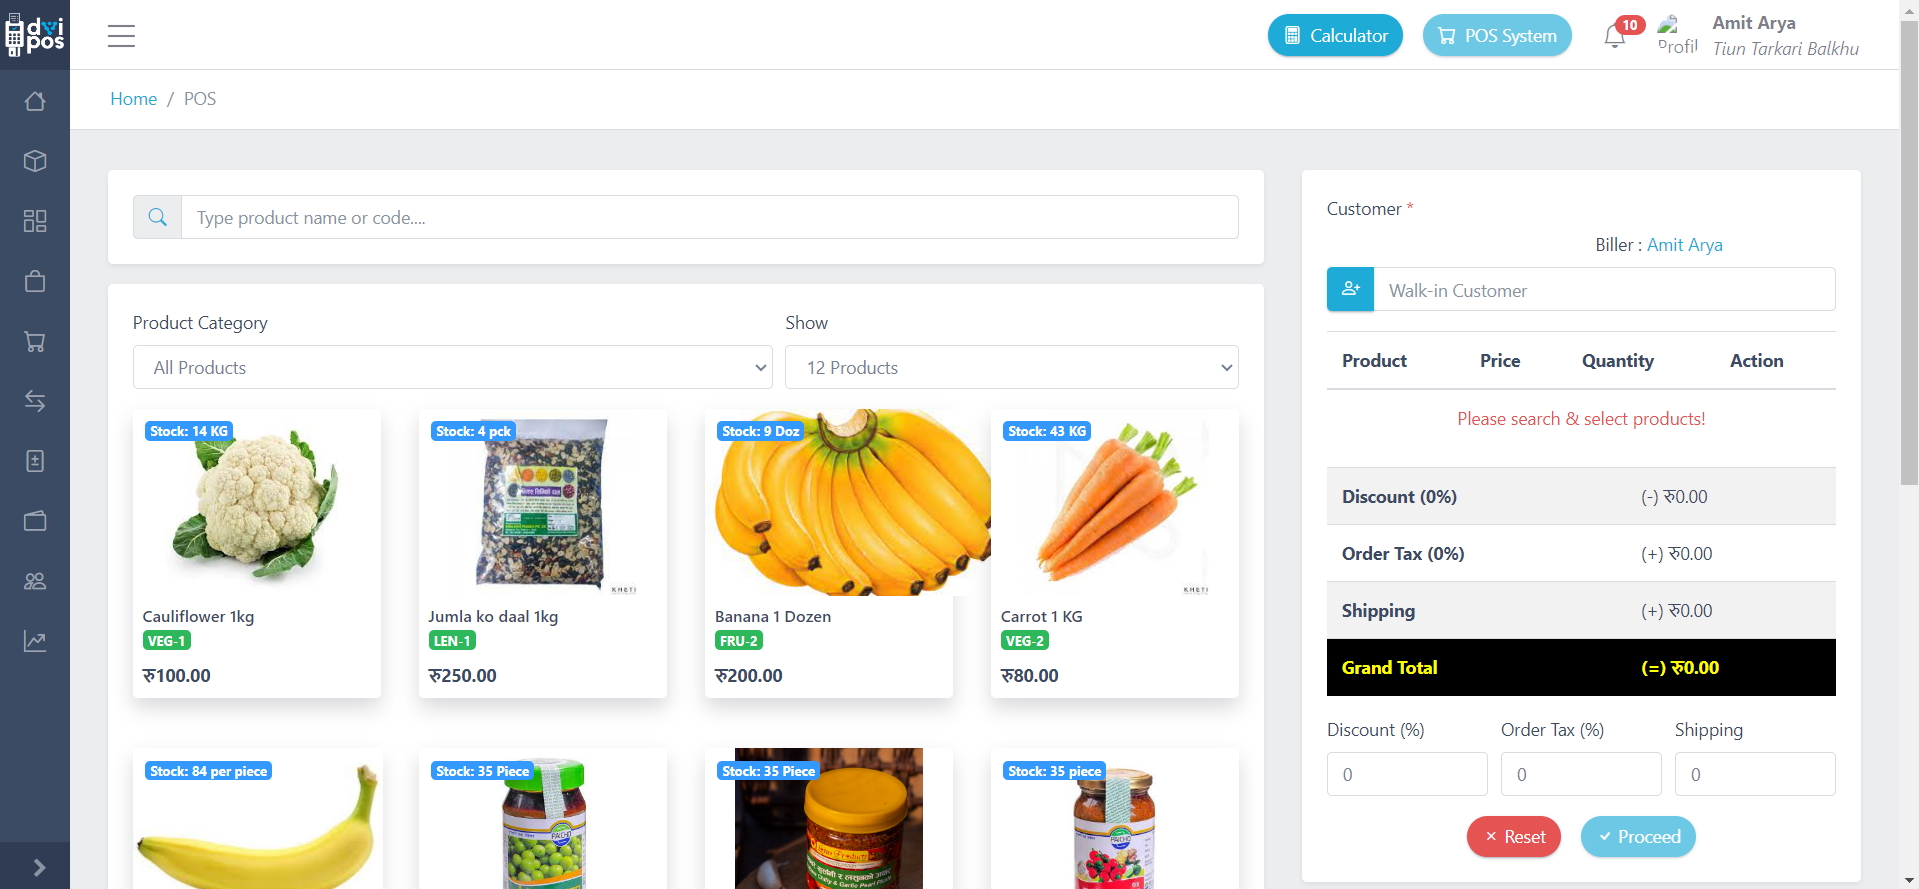 dvi
pos
Calculator
POS System
10
Profil
Amit Arya
Tiun Tarkari Balkhu
Home / POS
Type product name or code....
Product Category
Show
All Products
12 Products
Stock: 14 KG
Cauliflower 1kg
VEG-1
रु100.00
Stock: 4 pck
KHETI
Jumla ko daal 1kg
LEN-1
रु250.00
Stock: 9 Doz
Banana 1 Dozen
FRU-2
रु200.00
Stock: 43 KG
KHETI
Carrot 1 KG
VEG-2
रु80.00
Stock: 84 per piece
Stock: 35 Piece
PAICHO
Stock: 35 Piece
Stock: 35 piece
PAICHO
Customer *
Biller : Amit Arya
Walk-in Customer
Product Price Quantity Action
Please search & select products!
Discount (0%) (-) रु0.00
Order Tax (0%) (+) रु0.00
Shipping (+) रु0.00
Grand Total (=) रु0.00
Discount (%) Order Tax (%) Shipping
0 0 0
× Reset
Proceed